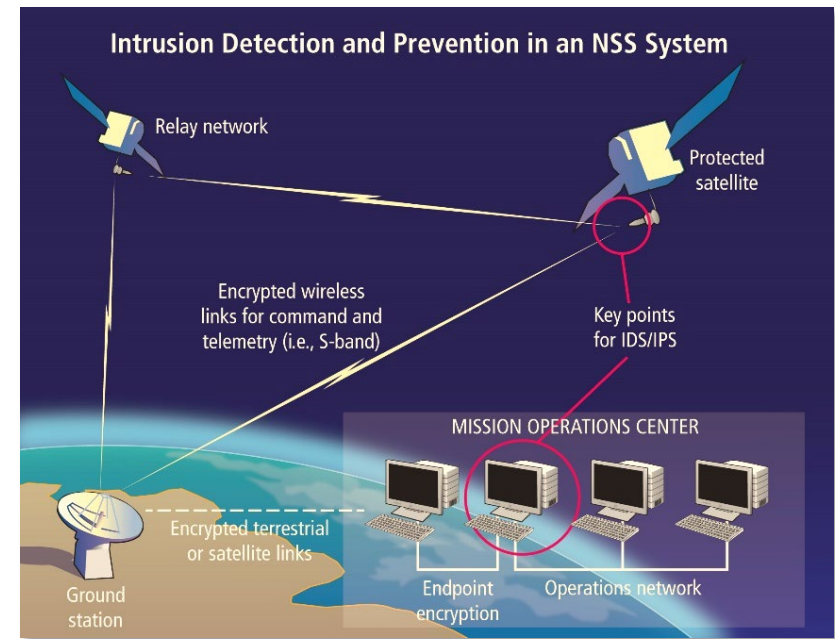 Intrusion Detection and Prevention in an NSS System
Relay network
Protected
satellite
Encrypted wireless
links for command and
telemetry (i.e., S-band)
Key points
for IDS/IPS
MISSION OPERATIONS CENTER
Encrypted terrestrial
or satellite links
Ground
station
Endpoint
encryption
Operations network